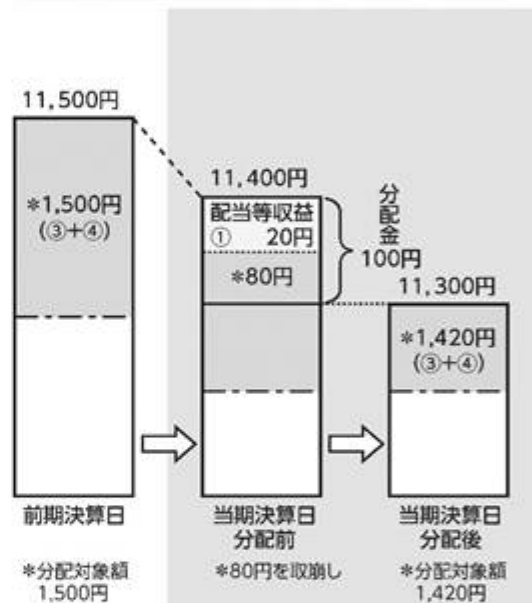 11,500円
*1,500円
(③+④)
前期決算日
*分配対象額
1,500円
11,400円
配当等収益
① 20円
*80円
分配金
100円
当期決算日
分配前
*80円を取崩し
11,300円
*1,420円
(③+④)
当期決算日
分配後
*分配対象額
1,420円